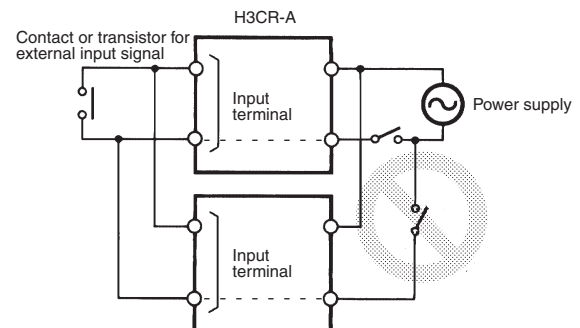 H3CR-A
Contact or transistor for
external input signal
Input
terminal
Power supply
Input
terminal